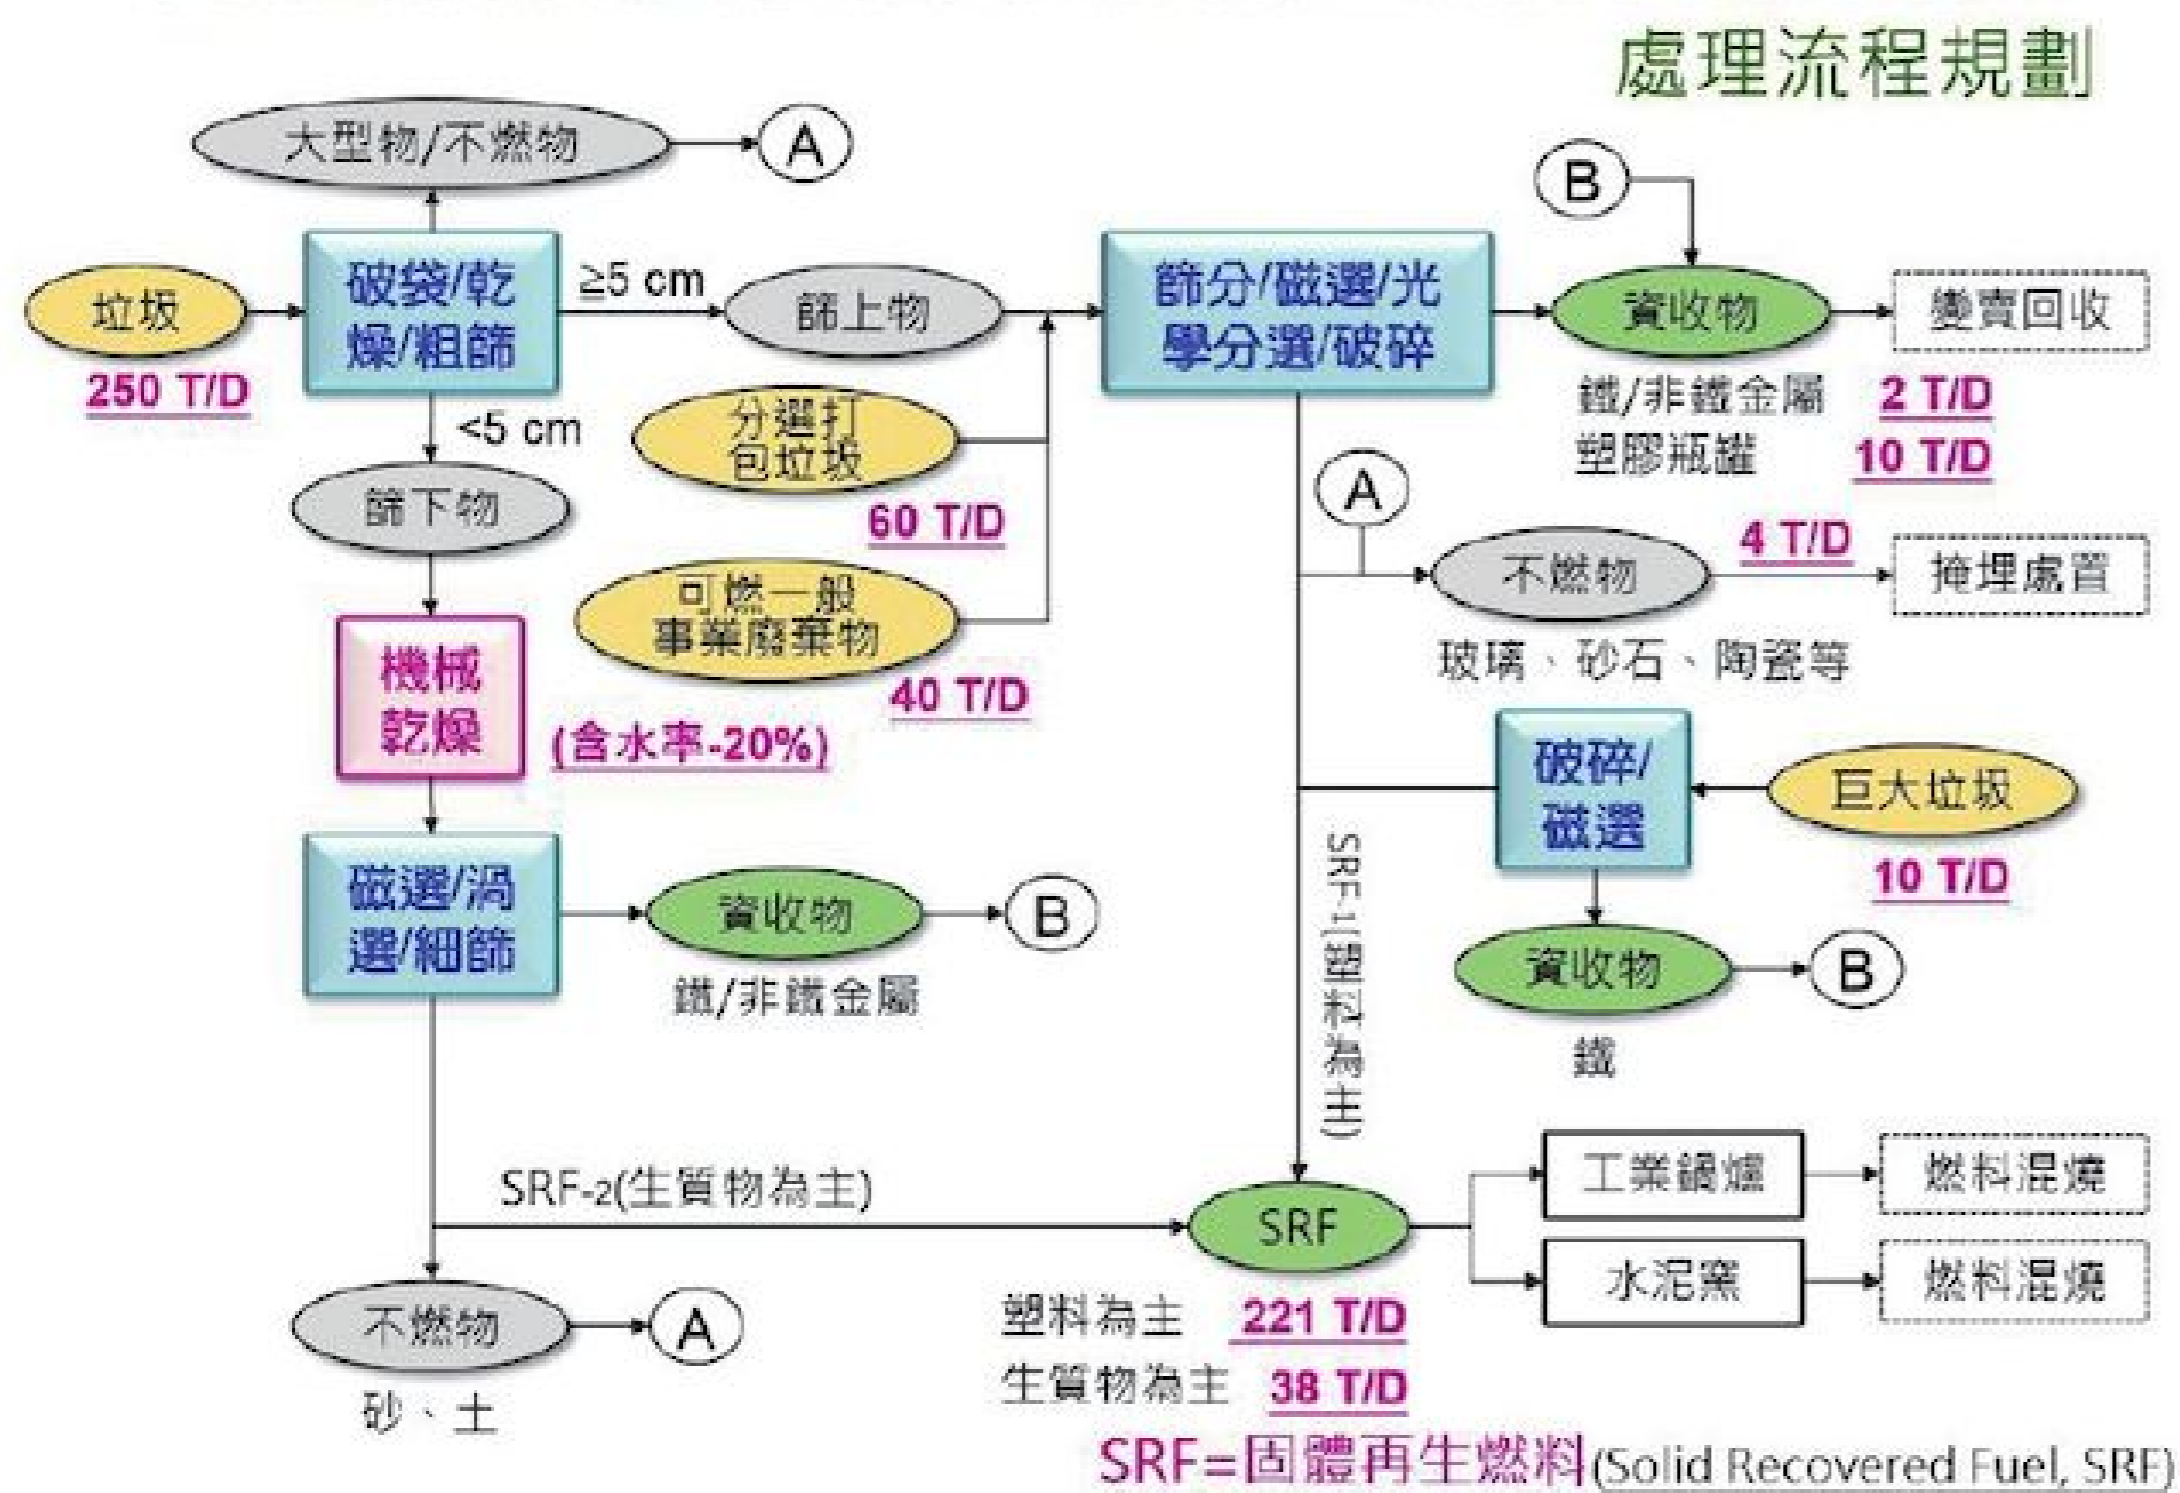 處理流程規劃
大型物/不燃物
A
B
垃圾
250 T/D
破袋/乾
燥/粗篩
≧5 cm
篩上物
篩分/磁選/光
學分選/破碎
資收物
變賣回收
鐵/非鐵金屬
2 T/D
塑膠瓶罐
10 T/D
<5 cm
分選打
包垃圾
60 T/D
篩下物
可燃一般
事業廢棄物
40 T/D
A
不燃物
4 T/D
掩埋處置
玻璃、砂石、陶瓷等
機械
乾燥
(含水率-20%)
破碎/
磁選
巨大垃圾
10 T/D
磁選/渦
選/細篩
資收物
B
鐵/非鐵金屬
SRF-1(塑料為主)
資收物
B
鐵
SRF-2(生質物為主)
SRF
工業鍋爐
燃料混燒
水泥窯
燃料混燒
不燃物
A
砂、土
塑料為主
221 T/D
生質物為主
38 T/D
SRF=固體再生燃料(Solid Recovered Fuel, SRF)